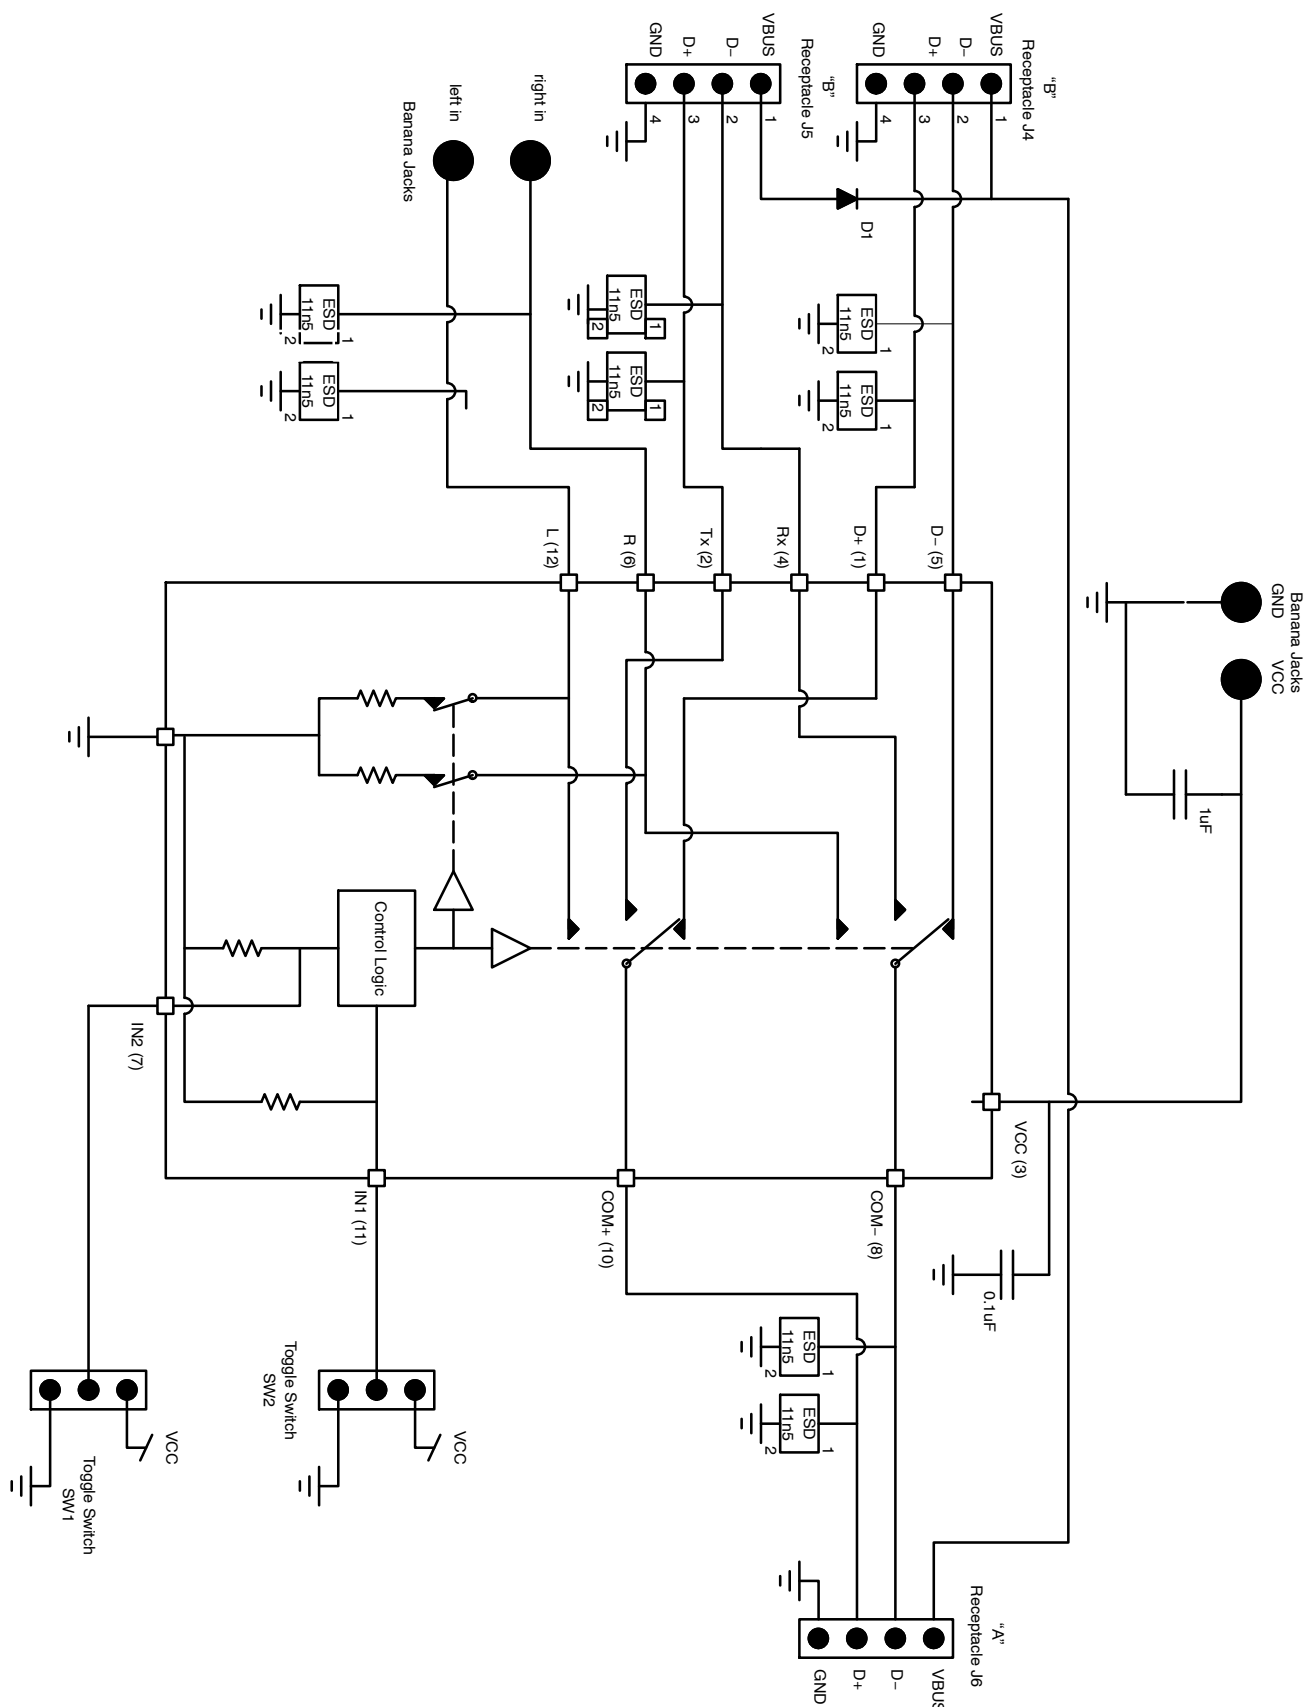 "B"
Receptacle J4
VBUS
D−
D+
GND
1
2
3
4
"B"
Receptacle J5
VBUS
D−
D+
GND
1
2
3
4
right in
left in
Banana Jacks
D1
ESD
11n5
1
2
ESD
11n5
1
2
ESD
11n5
1
2
ESD
11n5
1
2
ESD
11n5
1
2
ESD
11n5
1
2
Banana Jacks
GND
VCC
1uF
D− (5)
D+ (1)
Rx (4)
Tx (2)
R (6)
L (12)
Control Logic
VCC (3)
COM− (8)
COM+ (10)
IN1 (11)
IN2 (7)
0.1uF
ESD
11n5
1
2
ESD
11n5
1
2
Toggle Switch
SW2
VCC
Toggle Switch
SW1
VCC
"A"
Receptacle J6
VBUS
D−
D+
GND